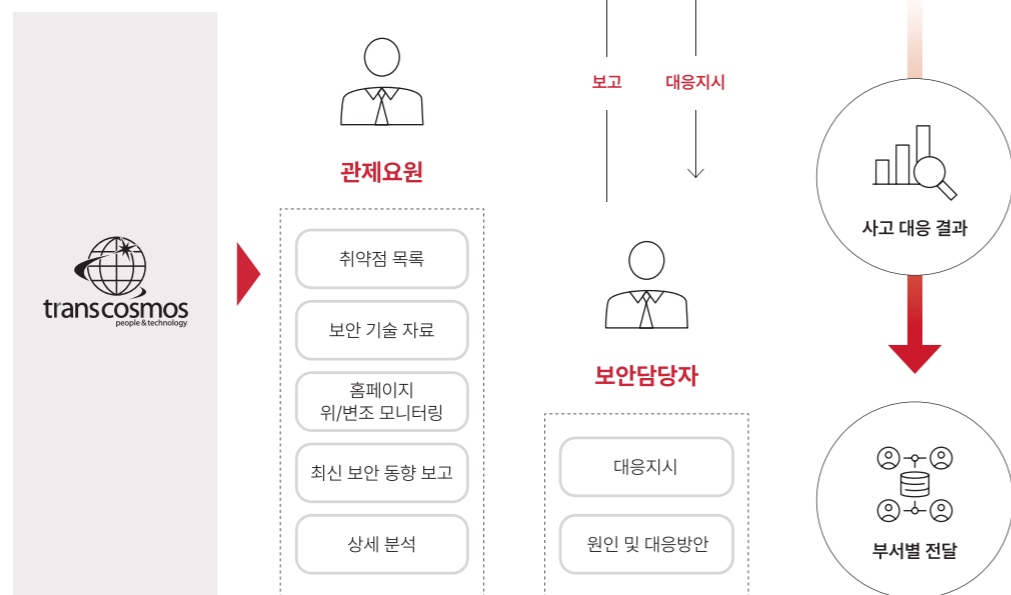 transcosmos
people & technology
관제요원
취약점 목록
보안 기술 자료
홈페이지
위/변조 모니터링
최신 보안 동향 보고
상세 분석
보고
대응지시
보안담당자
대응지시
원인 및 대응방안
사고 대응 결과
부서별 전달